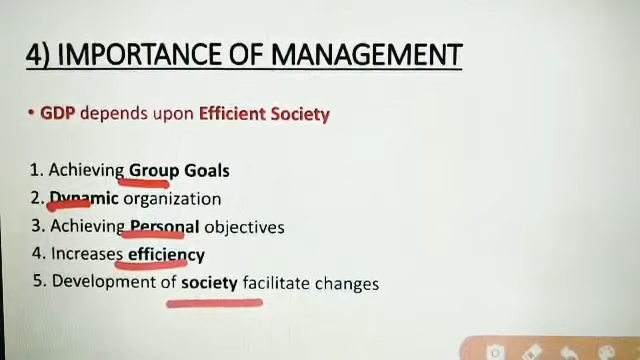 4) IMPORTANCE OF MANAGEMENT
• GDP depends upon Efficient Society
1. Achieving Group Goals
2. Dynamic organization
3. Achieving Personal objectives
4. Increases efficiency
5. Development of society facilitate changes